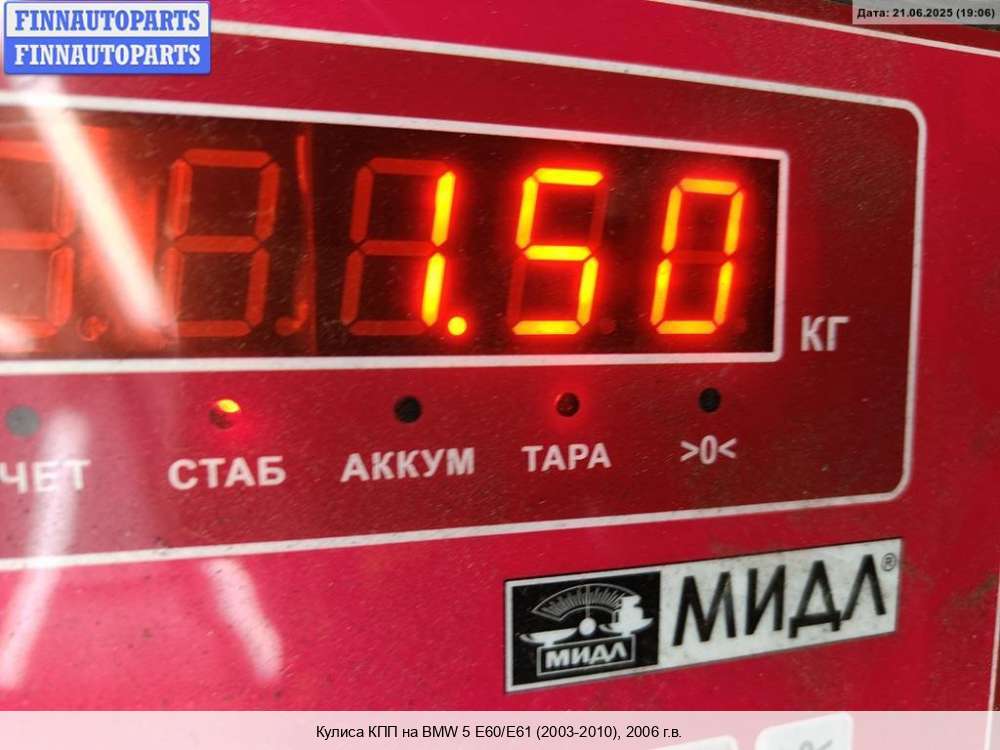 FINNAUTOPARTS
FINNAUTOPARTS
Дата: 21.06.2025 (19:06)
1.50
КГ
ЧЕТ СТАБ АККУМ ТАРА >0<
МИДЛ®
МИДЛ
Кулиса КПП на BMW 5 E60/E61 (2003-2010), 2006 г.в.